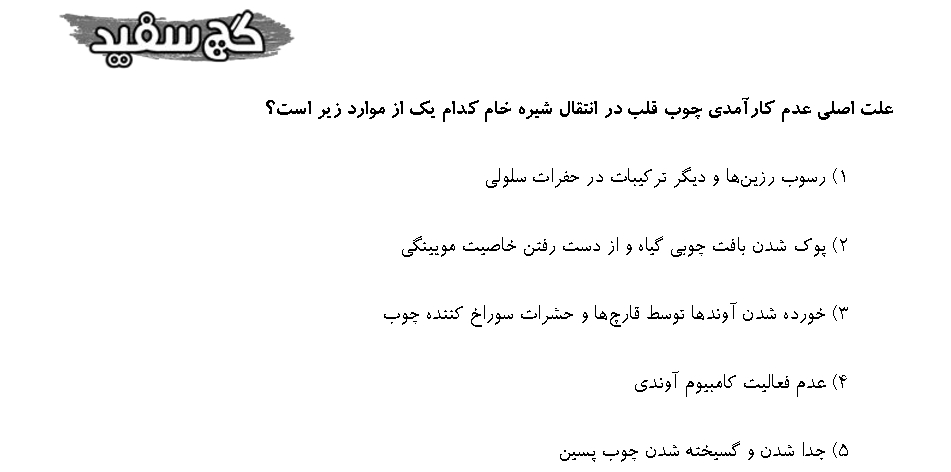 گچ سفید
علت اصلی عدم کارآمدی چوب قلب در انتقال شیره خام کدام یک از موارد زیر است؟
۱) رسوب رزین‌ها و دیگر ترکیبات در حفرات سلولی
۲) پوک شدن بافت چوبی گیاه و از دست رفتن خاصیت مویینگی
۳) خورده شدن آوندها توسط قارچ‌ها و حشرات سوراخ کننده چوب
۴) عدم فعالیت کامبیوم آوندی
۵) جدا شدن و گسیخته شدن چوب پسین